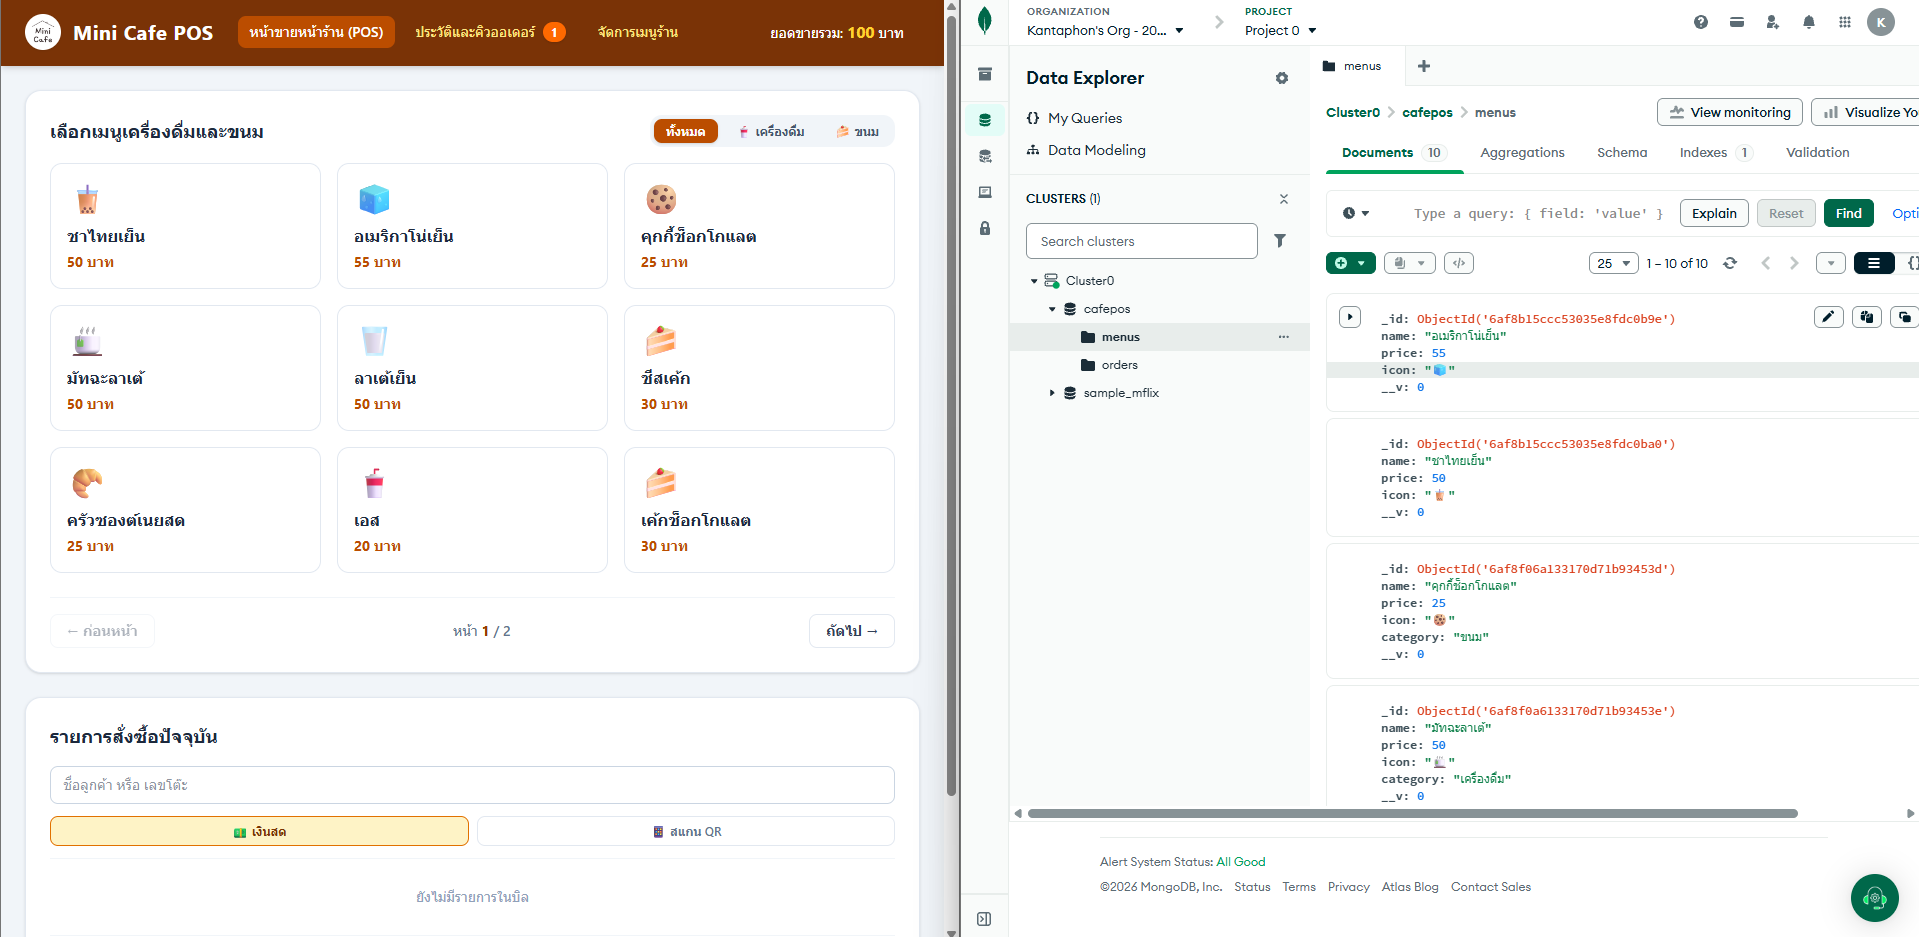 Mini Cafe
Mini Cafe POS
หน้าขายหน้าร้าน (POS)
ประวัติและคิวออเดอร์ 1
จัดการเมนูร้าน
ยอดขายรวม: 100 บาท
เลือกเมนูเครื่องดื่มและขนม
ทั้งหมด
เครื่องดื่ม
ขนม
ชาไทยเย็น
50 บาท
อเมริกาโน่เย็น
55 บาท
คุกกี้ช็อกโกแลต
25 บาท
มัทฉะลาเต้
50 บาท
ลาเต้เย็น
50 บาท
ชีสเค้ก
30 บาท
ครัวซองต์เนยสด
25 บาท
เอส
20 บาท
เค้กช็อกโกแลต
30 บาท
← ก่อนหน้า
หน้า 1 / 2
ถัดไป →
รายการสั่งซื้อปัจจุบัน
ชื่อลูกค้า หรือ เลขโต๊ะ
เงินสด
สแกน QR
ยังไม่มีรายการในบิล
ORGANIZATION
Kantaphon's Org - 20...
PROJECT
Project 0
K
Data Explorer
{} My Queries
Data Modeling
CLUSTERS (1)
Search clusters
Cluster0
cafepos
menus
orders
sample_mflix
menus
Cluster0 > cafepos > menus
View monitoring
Visualize Yo
Documents 10
Aggregations
Schema
Indexes 1
Validation
Type a query: { field: 'value' }
Explain
Reset
Find
Opti
25
1 – 10 of 10
_id: ObjectId('6af8b15ccc53035e8fdc0b9e')
name: "อเมริกาโน่เย็น"
price: 55
icon: "🧊"
__v: 0
_id: ObjectId('6af8b15ccc53035e8fdc0ba0')
name: "ชาไทยเย็น"
price: 50
icon: "🧋"
__v: 0
_id: ObjectId('6af8f06a133170d71b93453d')
name: "คุกกี้ช็อกโกแลต"
price: 25
icon: "🍪"
category: "ขนม"
__v: 0
_id: ObjectId('6af8f0a6133170d71b93453e')
name: "มัทฉะลาเต้"
price: 50
icon: "🍵"
category: "เครื่องดื่ม"
__v: 0
Alert System Status: All Good
©2026 MongoDB, Inc.
Status
Terms
Privacy
Atlas Blog
Contact Sales